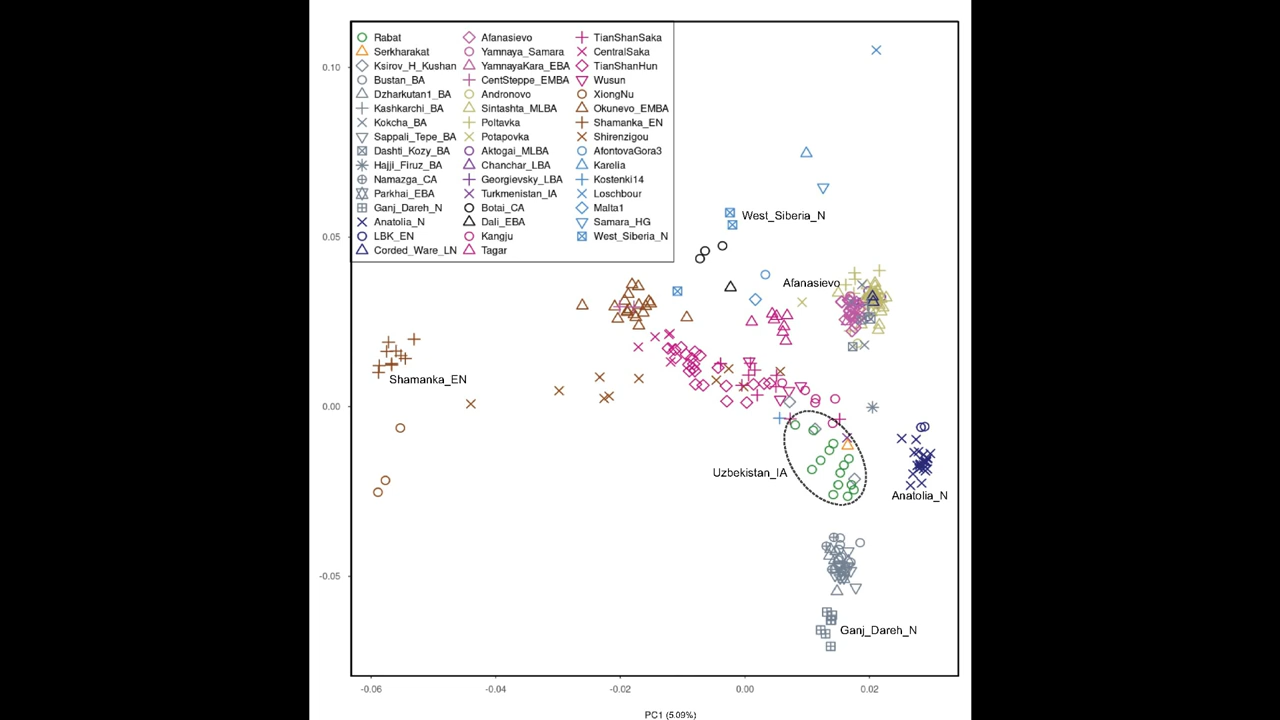 Rabat
Serkharakat
Ksirov_H_Kushan
Bustan_BA
Dzharkutan1_BA
Kashkarchi_BA
Kokcha_BA
Sappali_Tepe_BA
Dashti_Kozy_BA
Hajji_Firuz_BA
Namazga_CA
Parkhai_EBA
Ganj_Dareh_N
Anatolia_N
LBK_EN
Corded_Ware_LN
Afanasievo
Yamnaya_Samara
YamnayaKara_EBA
CentSteppe_EMBA
Andronovo
Sintashta_MLBA
Poltavka
Potapovka
Aktogai_MLBA
Chanchar_LBA
Georgievsky_LBA
Turkmenistan_IA
Botai_CA
Dali_EBA
Kangju
Tagar
TianShanSaka
CentralSaka
TianShanHun
Wusun
XiongNu
Okunevo_EMBA
Shamanka_EN
Shirenzigou
AfontovaGora3
Karelia
Kostenki14
Loschbour
Malta1
Samara_HG
West_Siberia_N
0.10
0.05
0.00
-0.05
West_Siberia_N
Afanasievo
Shamanka_EN
Uzbekistan_IA
Anatolia_N
Ganj_Dareh_N
-0.06
-0.04
-0.02
0.00
0.02
PC1 (5.09%)